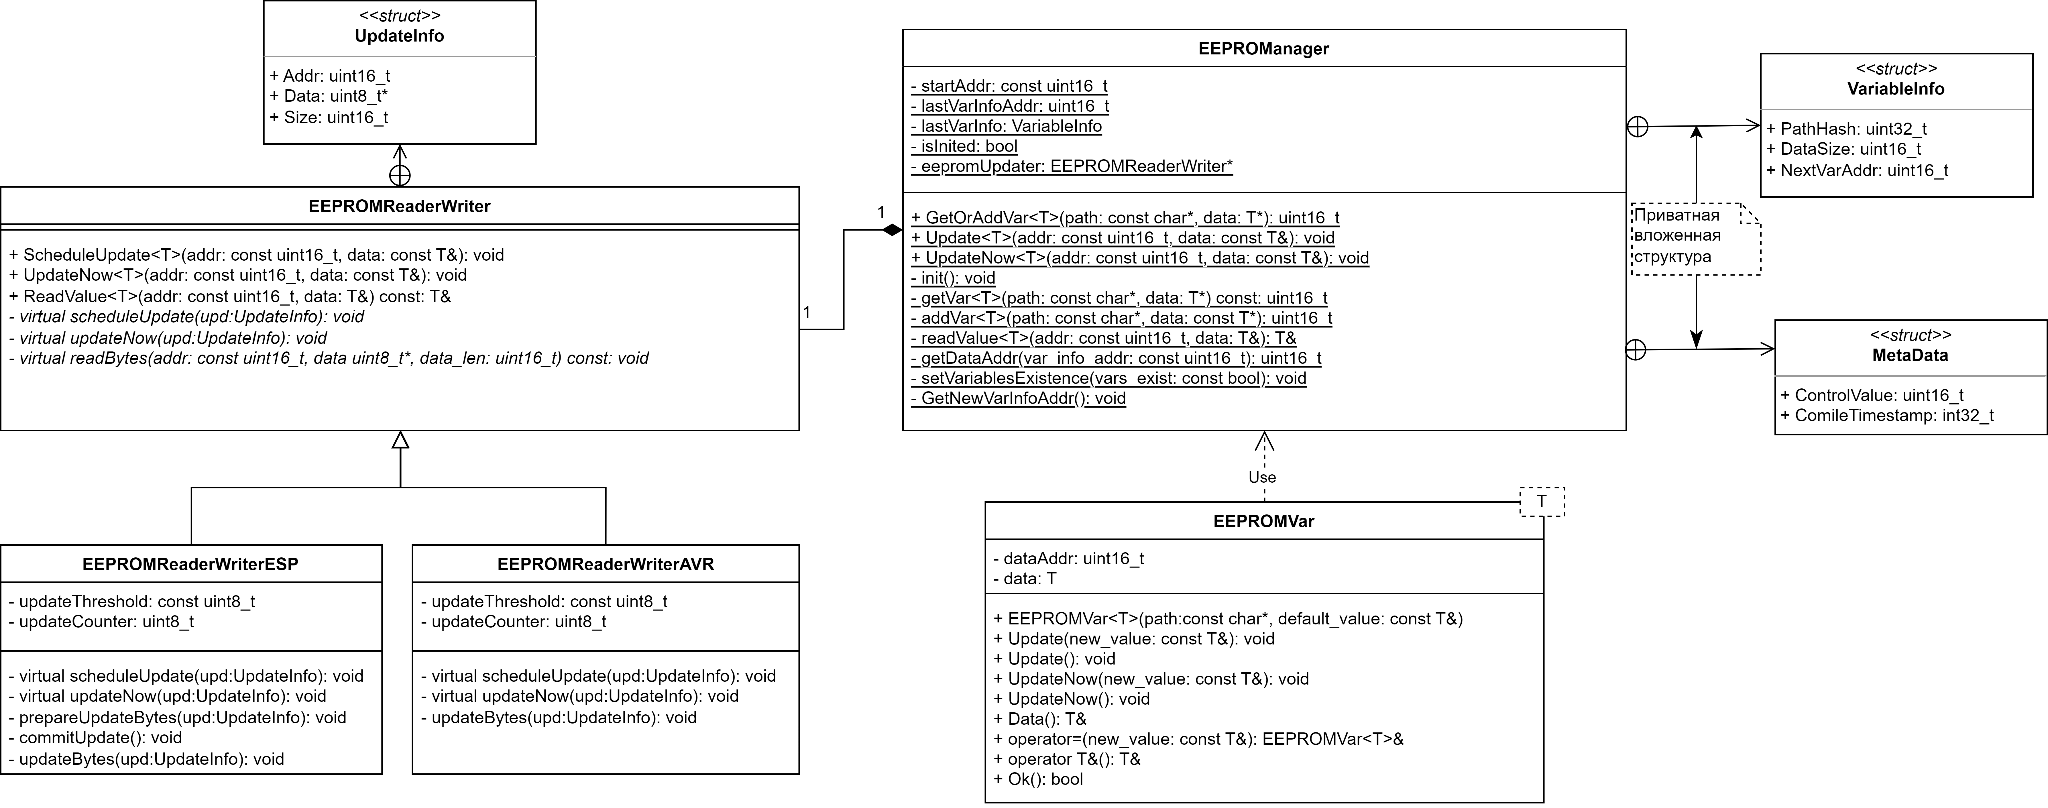 <<struct>>
UpdateInfo
+ Addr: uint16_t
+ Data: uint8_t*
+ Size: uint16_t
EEPROMReaderWriter
+ ScheduleUpdate<T>(addr: const uint16_t, data: const T&): void
+ UpdateNow<T>(addr: const uint16_t, data: const T&): void
+ ReadValue<T>(addr: const uint16_t, data: T&) const: T&
- virtual scheduleUpdate(upd:UpdateInfo): void
- virtual updateNow(upd:UpdateInfo): void
- virtual readBytes(addr: const uint16_t, data uint8_t*, data_len: uint16_t) const: void
1
1
EEPROManager
- startAddr: const uint16_t
- lastVarInfoAddr: uint16_t
- lastVarInfo: VariableInfo
- isInited: bool
- eepromUpdater: EEPROMReaderWriter*
+ GetOrAddVar<T>(path: const char*, data: T*): uint16_t
+ Update<T>(addr: const uint16_t, data: const T&): void
+ UpdateNow<T>(addr: const uint16_t, data: const T&): void
- init(): void
- getVar<T>(path: const char*, data: T*) const: uint16_t
- addVar<T>(path: const char*, data: const T*): uint16_t
- readValue<T>(addr: const uint16_t, data: T&): T&
- getDataAddr(var_info_addr: const uint16_t): uint16_t
- setVariablesExistence(vars_exist: const bool): void
- GetNewVarInfoAddr(): void
<<struct>>
VariableInfo
+ PathHash: uint32_t
+ DataSize: uint16_t
+ NextVarAddr: uint16_t
Приватная
вложенная
структура
<<struct>>
MetaData
+ ControlValue: uint16_t
+ ComileTimestamp: int32_t
EEPROMReaderWriterESP
- updateThreshold: const uint8_t
- updateCounter: uint8_t
- virtual scheduleUpdate(upd:UpdateInfo): void
- virtual updateNow(upd:UpdateInfo): void
- prepareUpdateBytes(upd:UpdateInfo): void
- commitUpdate(): void
- updateBytes(upd:UpdateInfo): void
EEPROMReaderWriterAVR
- updateThreshold: const uint8_t
- updateCounter: uint8_t
- virtual scheduleUpdate(upd:UpdateInfo): void
- virtual updateNow(upd:UpdateInfo): void
- updateBytes(upd:UpdateInfo): void
Use
T
EEPROMVar
- dataAddr: uint16_t
- data: T
+ EEPROMVar<T>(path:const char*, default_value: const T&)
+ Update(new_value: const T&): void
+ Update(): void
+ UpdateNow(new_value: const T&): void
+ UpdateNow(): void
+ Data(): T&
+ operator=(new_value: const T&): EEPROMVar<T>&
+ operator T&(): T&
+ Ok(): bool